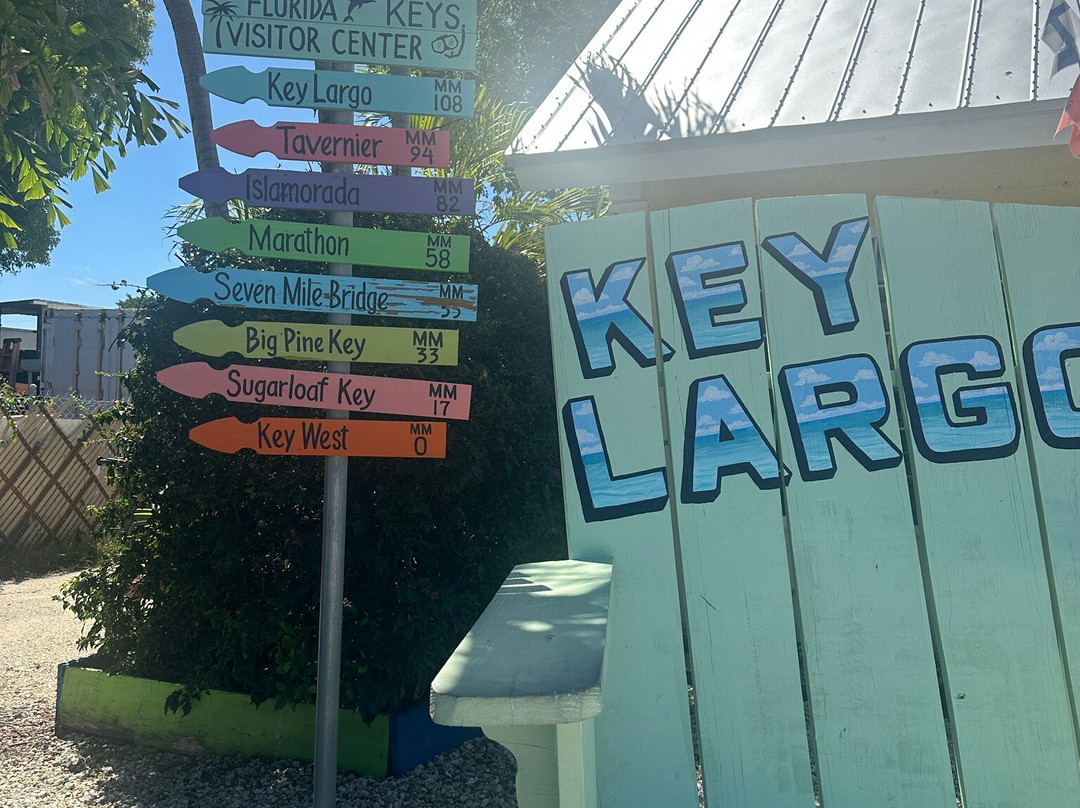 FLORIDA KEYS
VISITOR CENTER
Key Largo MM 108
Tavernier MM 94
Islamorada MM 82
Marathon MM 58
Seven Mile Bridge MM
Big Pine Key MM 33
Sugarloaf Key MM 17
Key West MM 0
KEY
LARGO